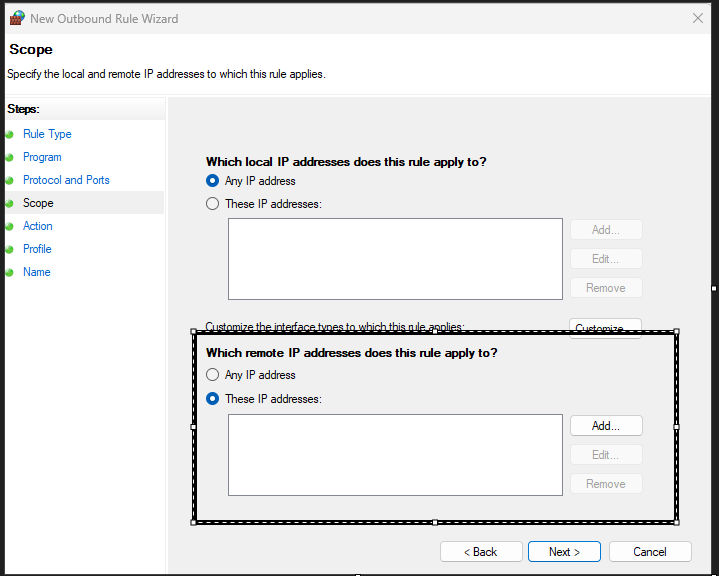 New Outbound Rule Wizard
Scope
Specify the local and remote IP addresses to which this rule applies.
Steps:
Rule Type
Program
Protocol and Ports
Scope
Action
Profile
Name
Which local IP addresses does this rule apply to?
Any IP address
These IP addresses:
Add...
Edit...
Remove
Customize the interface types to which this rule applies:
Customize...
Which remote IP addresses does this rule apply to?
Any IP address
These IP addresses:
Add...
Edit...
Remove
< Back
Next >
Cancel